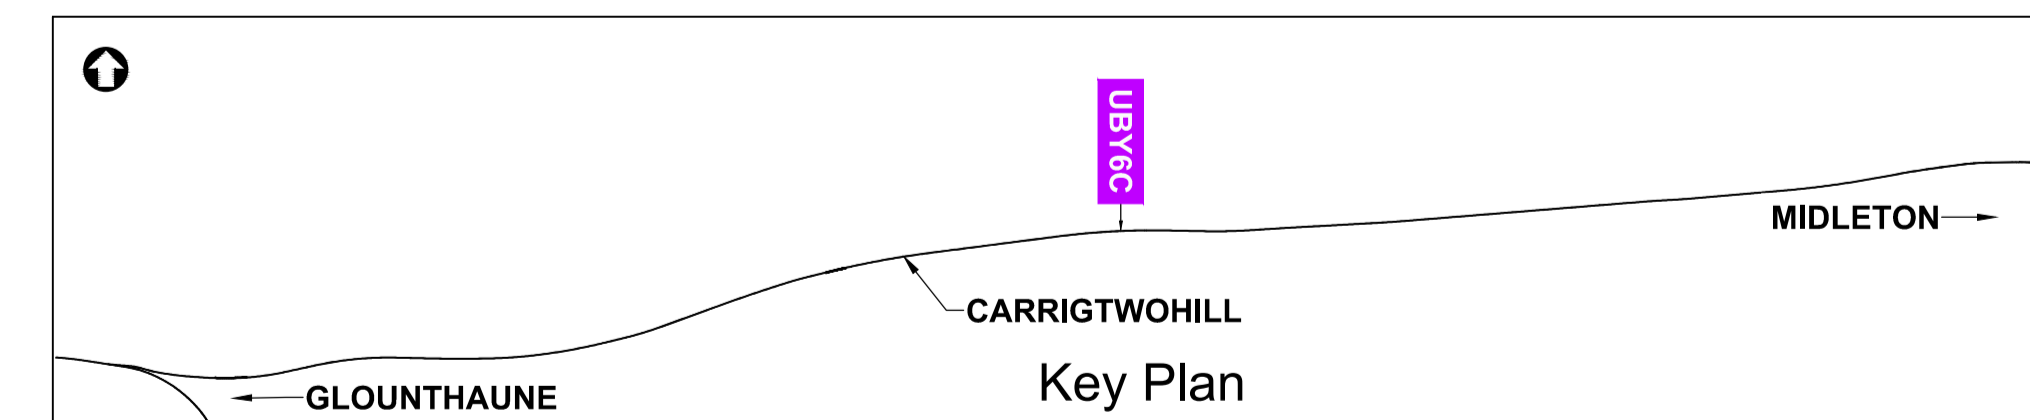 UBY6C
MIDLETON
CARRIGTWOHILL
Key Plan
GLOUNTHAUNE